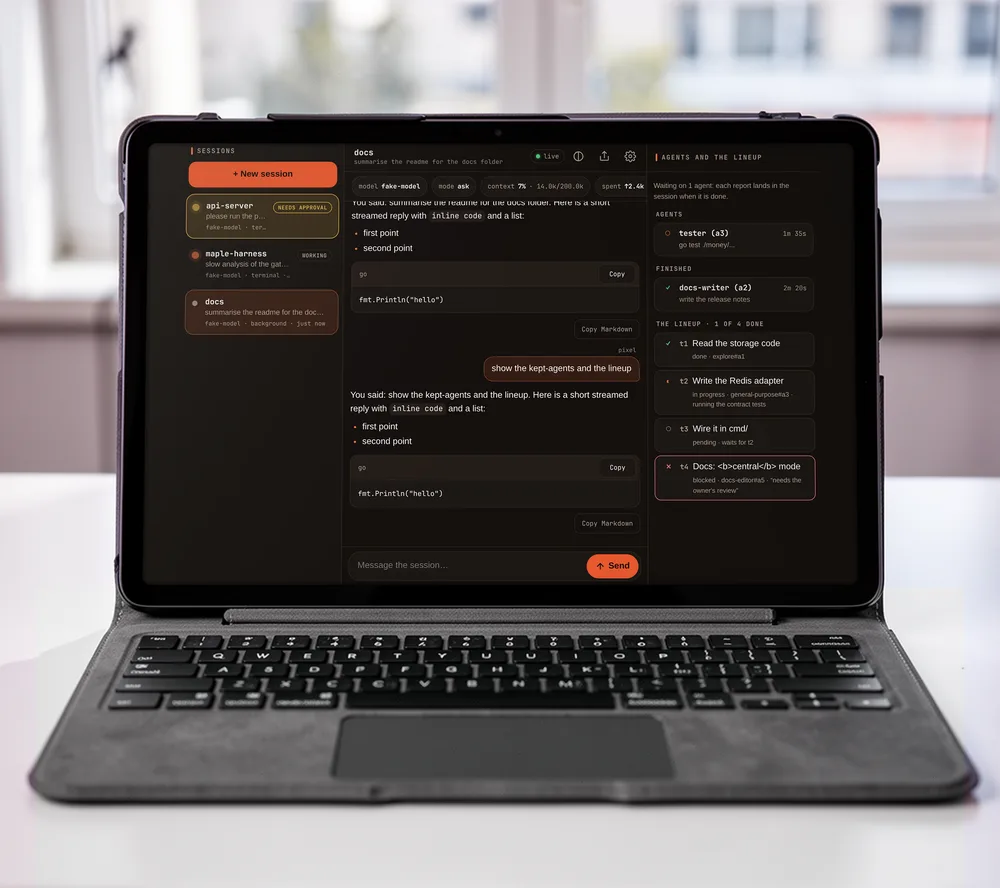 SESSIONS
+ New session
api-server NEEDS APPROVAL
please run the p…
fake-model · ter…
maple-harness WORKING
slow analysis of the gat…
fake-model · terminal ·…
docs
summarise the readme for the doc…
fake-model · background · just now
docs
summarise the readme for the docs folder
live
model fake-model
mode ask
context 7% · 14.0k/200.0k
spent ↑2.4k
You said: summarise the readme for the docs folder. Here is a short
streamed reply with inline code and a list:
• first point
• second point
go Copy
fmt.Println("hello")
Copy Markdown
pixel
show the kept-agents and the lineup
You said: show the kept-agents and the lineup. Here is a short streamed
reply with inline code and a list:
• first point
• second point
go Copy
fmt.Println("hello")
Copy Markdown
Message the session…
↑ Send
AGENTS AND THE LINEUP
Waiting on 1 agent: each report lands in the
session when it is done.
AGENTS
tester (a3) 1m 35s
go test ./money/...
FINISHED
docs-writer (a2) 2m 20s
write the release notes
THE LINEUP · 1 OF 4 DONE
✓ t1 Read the storage code
done · explore#a1
t2 Write the Redis adapter
in progress · general-purpose#a3 ·
running the contract tests
t3 Wire it in cmd/
pending · waits for t2
✕ t4 Docs: <b>central</b> mode
blocked · docs-editor#a5 · "needs the
owner's review"
Q W E R T Y U I O P
A S D F G H J K L
Z X C V B N M